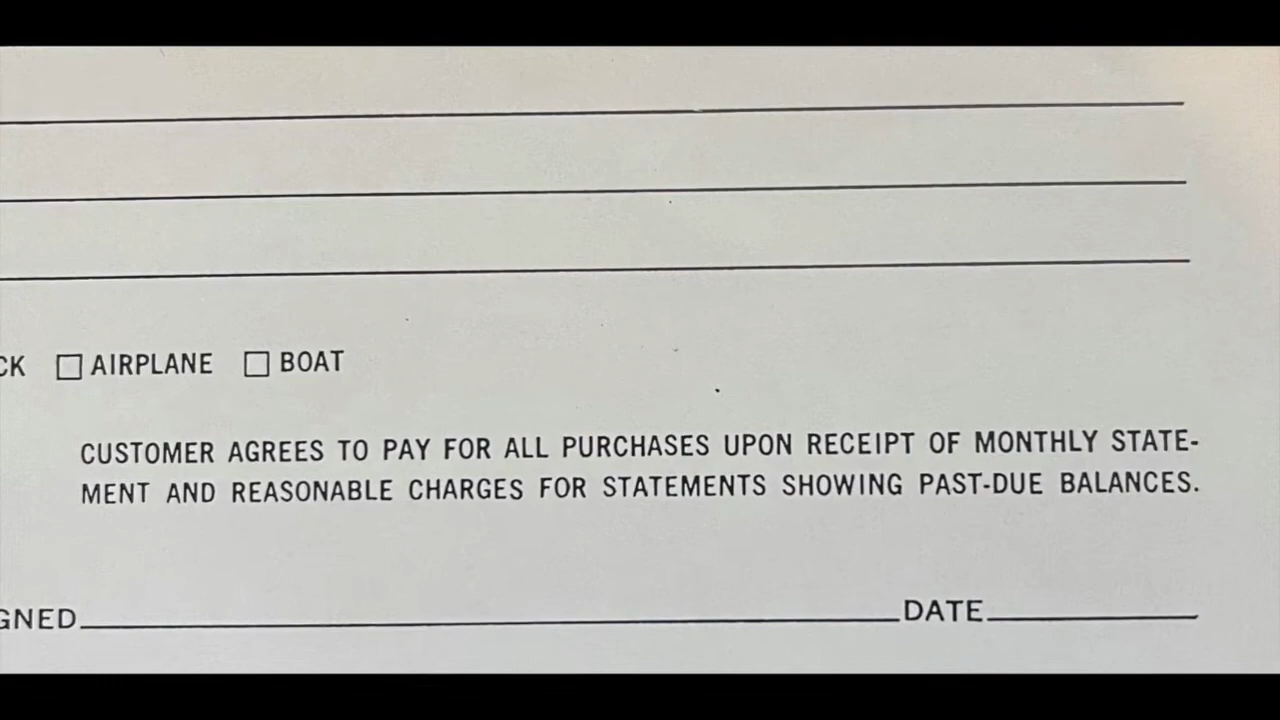 CK ☐ AIRPLANE ☐ BOAT
CUSTOMER AGREES TO PAY FOR ALL PURCHASES UPON RECEIPT OF MONTHLY STATE-
MENT AND REASONABLE CHARGES FOR STATEMENTS SHOWING PAST-DUE BALANCES.
GNED DATE